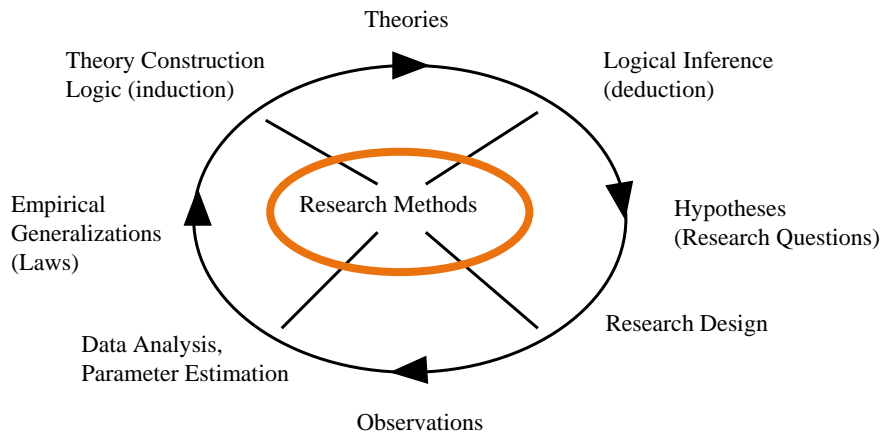 Theories
Theory Construction
Logic (induction)
Logical Inference
(deduction)
Research Methods
Empirical
Generalizations
(Laws)
Hypotheses
(Research Questions)
Research Design
Data Analysis,
Parameter Estimation
Observations